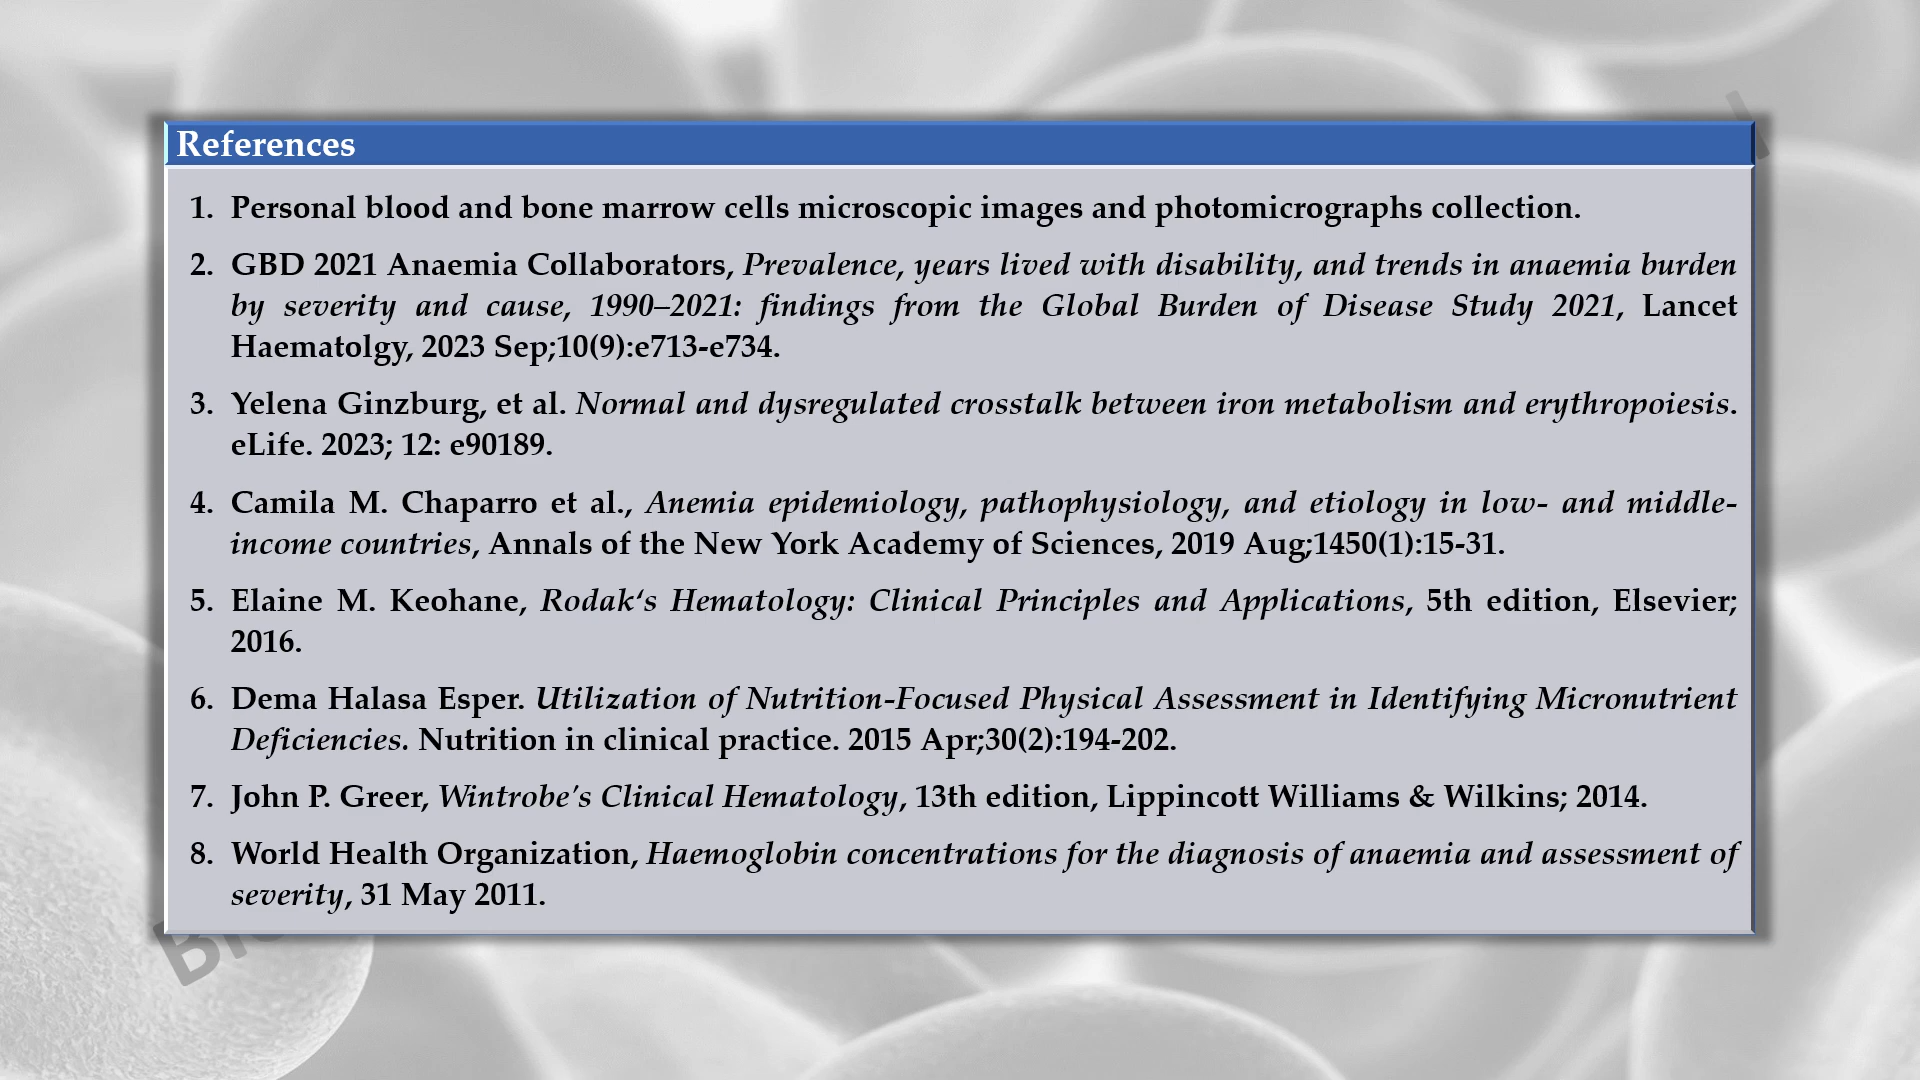 References
1. Personal blood and bone marrow cells microscopic images and photomicrographs collection.
2. GBD 2021 Anaemia Collaborators, Prevalence, years lived with disability, and trends in anaemia burden
by severity and cause, 1990–2021: findings from the Global Burden of Disease Study 2021, Lancet
Haematolgy, 2023 Sep;10(9):e713-e734.
3. Yelena Ginzburg, et al. Normal and dysregulated crosstalk between iron metabolism and erythropoiesis.
eLife. 2023; 12: e90189.
4. Camila M. Chaparro et al., Anemia epidemiology, pathophysiology, and etiology in low- and middle-
income countries, Annals of the New York Academy of Sciences, 2019 Aug;1450(1):15-31.
5. Elaine M. Keohane, Rodak‘s Hematology: Clinical Principles and Applications, 5th edition, Elsevier;
2016.
6. Dema Halasa Esper. Utilization of Nutrition-Focused Physical Assessment in Identifying Micronutrient
Deficiencies. Nutrition in clinical practice. 2015 Apr;30(2):194-202.
7. John P. Greer, Wintrobe’s Clinical Hematology, 13th edition, Lippincott Williams & Wilkins; 2014.
8. World Health Organization, Haemoglobin concentrations for the diagnosis of anaemia and assessment of
severity, 31 May 2011.